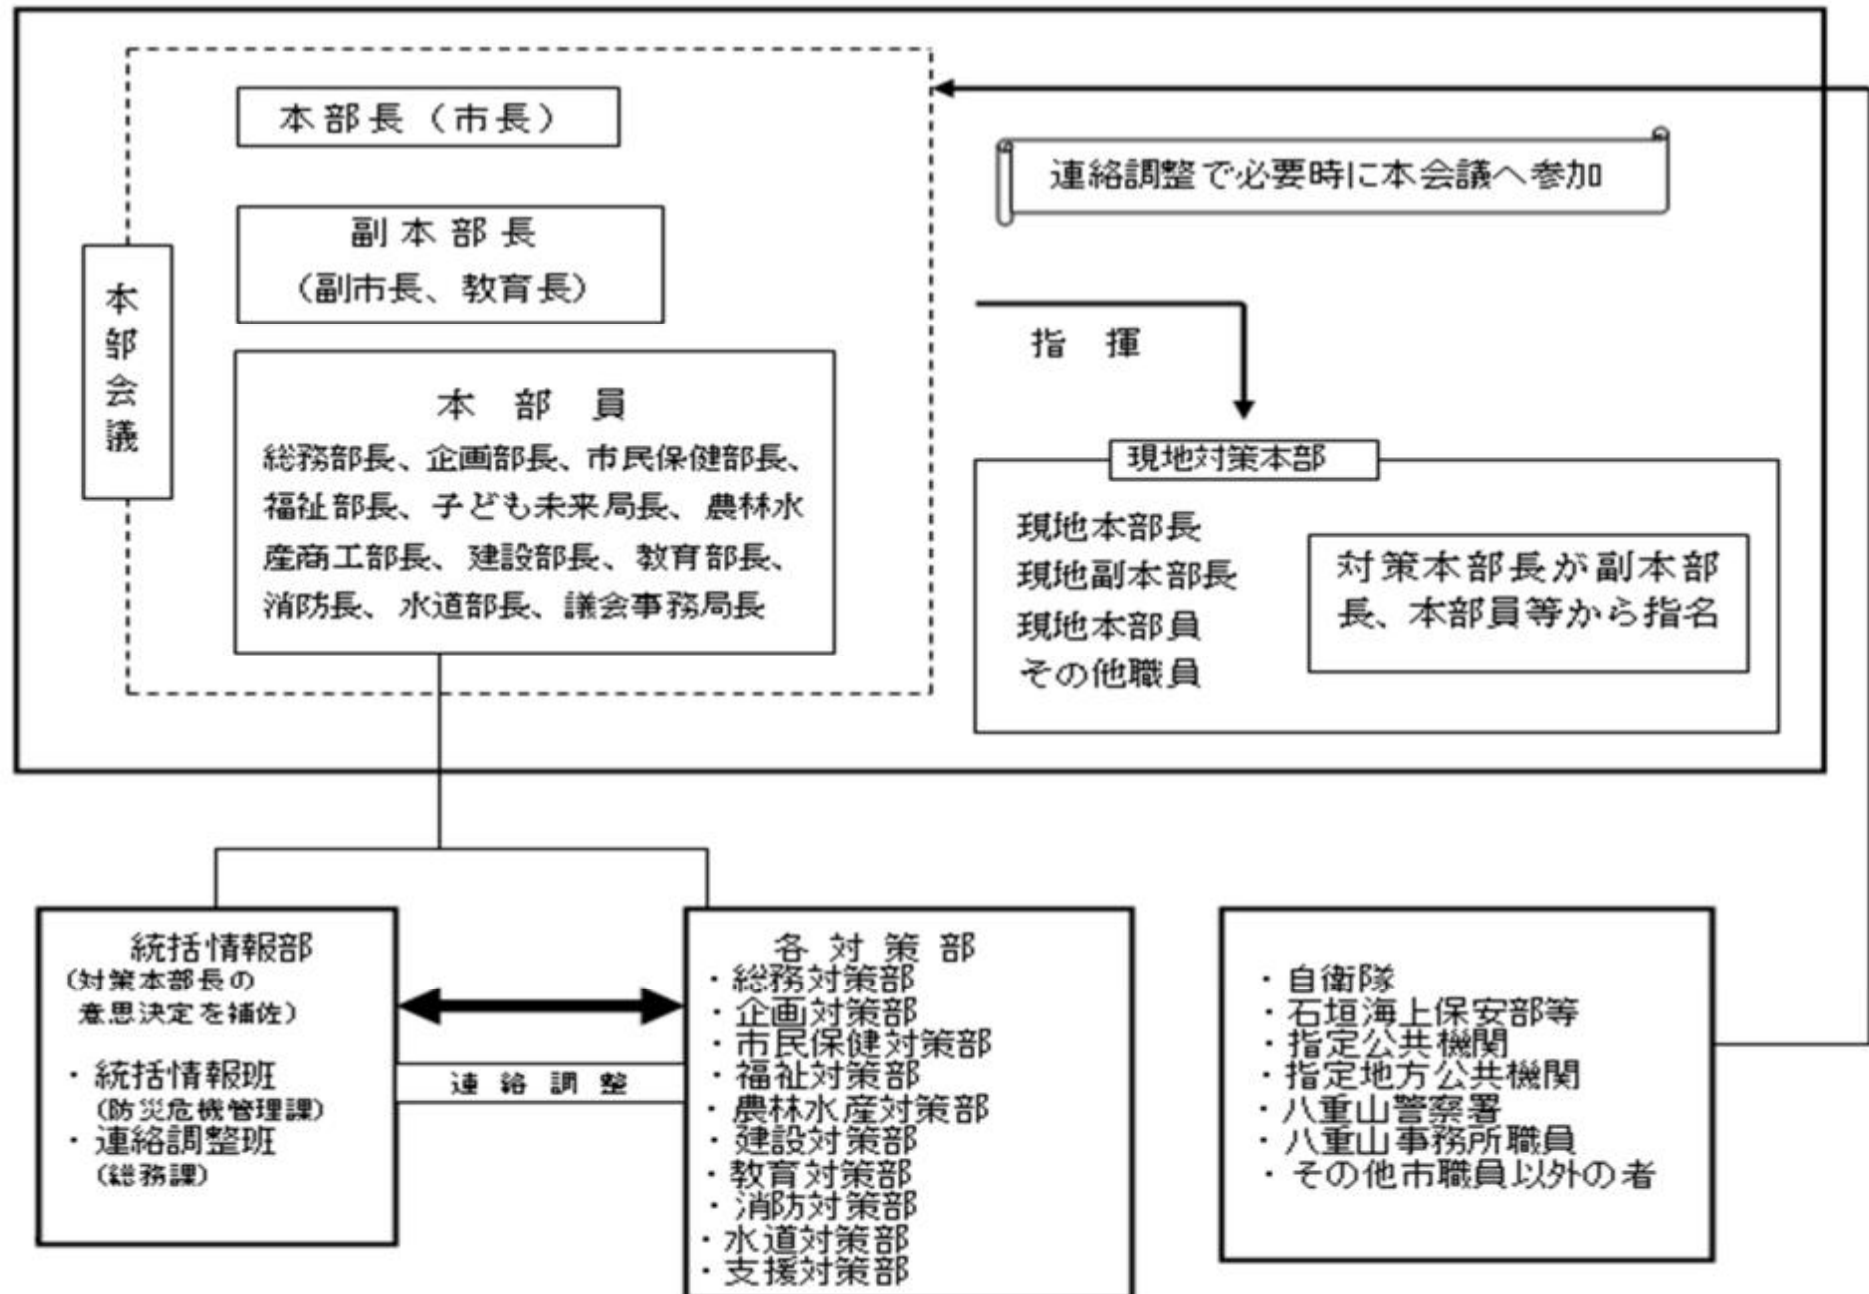 本部長（市長）
連絡調整で必要時に本会議へ参加
副本部長
（副市長、教育長）
本部会議
指揮
本部員
総務部長、企画部長、市民保健部長、
福祉部長、子ども未来局長、農林水
産商工部長、建設部長、教育部長、
消防長、水道部長、議会事務局長
現地対策本部
現地本部長
現地副本部長
現地本部員
その他職員
対策本部長が副本部
長、本部員等から指名
統括情報部
（対策本部長の
意思決定を補佐）
・統括情報班
（防災危機管理課）
・連絡調整班
（総務課）
連絡調整
各対策部
・総務対策部
・企画対策部
・市民保健対策部
・福祉対策部
・農林水産対策部
・建設対策部
・教育対策部
・消防対策部
・水道対策部
・支援対策部
・自衛隊
・石垣海上保安部等
・指定公共機関
・指定地方公共機関
・八重山警察署
・八重山事務所職員
・その他市職員以外の者